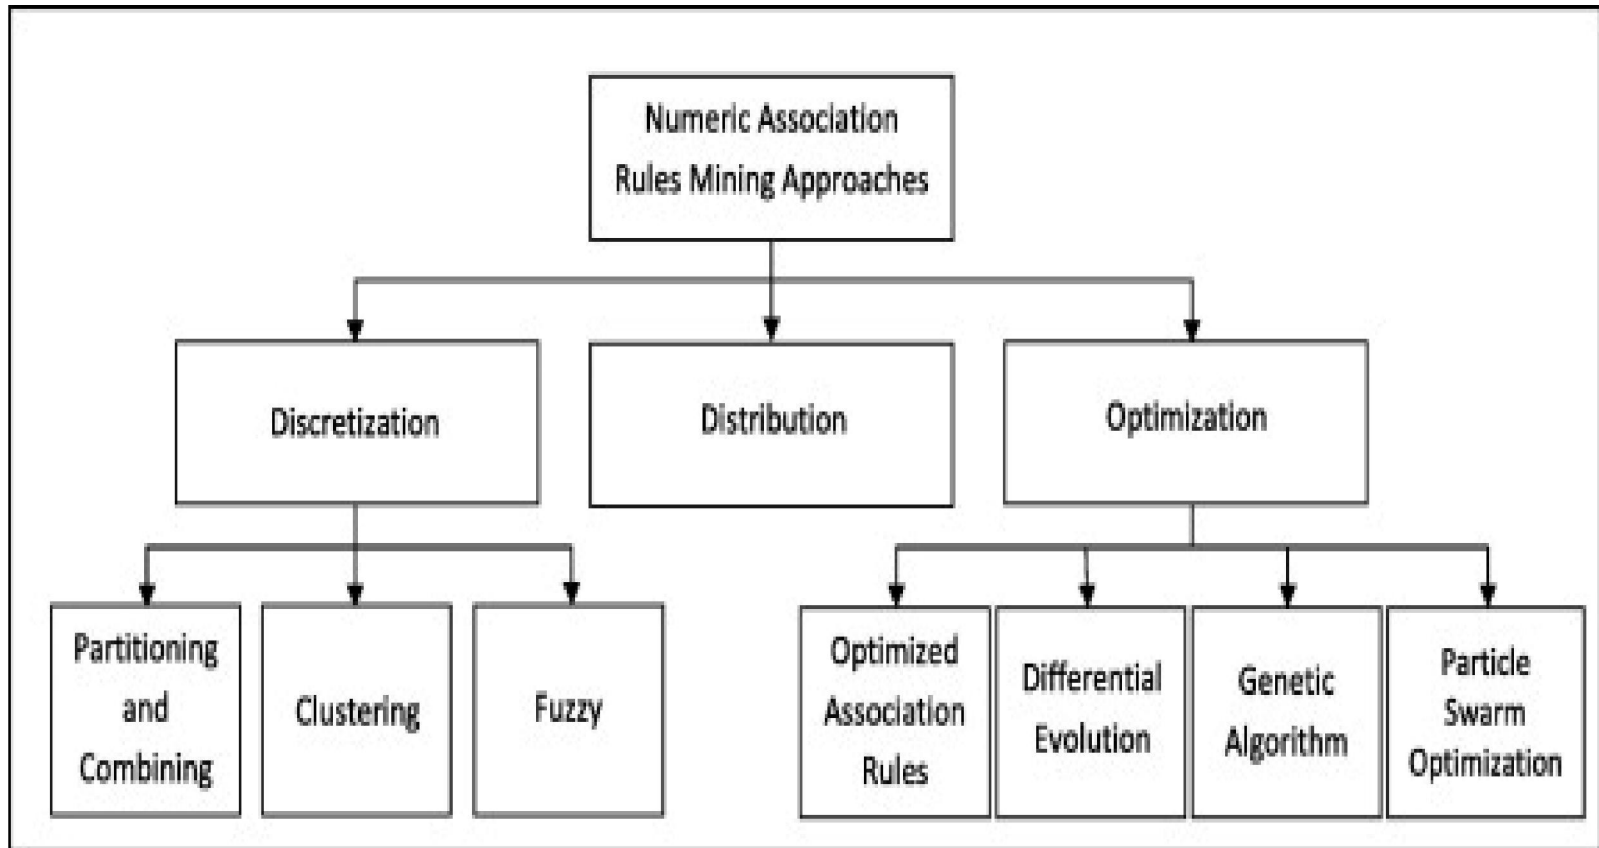 Numeric Association
Rules Mining Approaches
Discretization
Distribution
Optimization
Partitioning
and
Combining
Clustering
Fuzzy
Optimized
Association
Rules
Differential
Evolution
Genetic
Algorithm
Particle
Swarm
Optimization